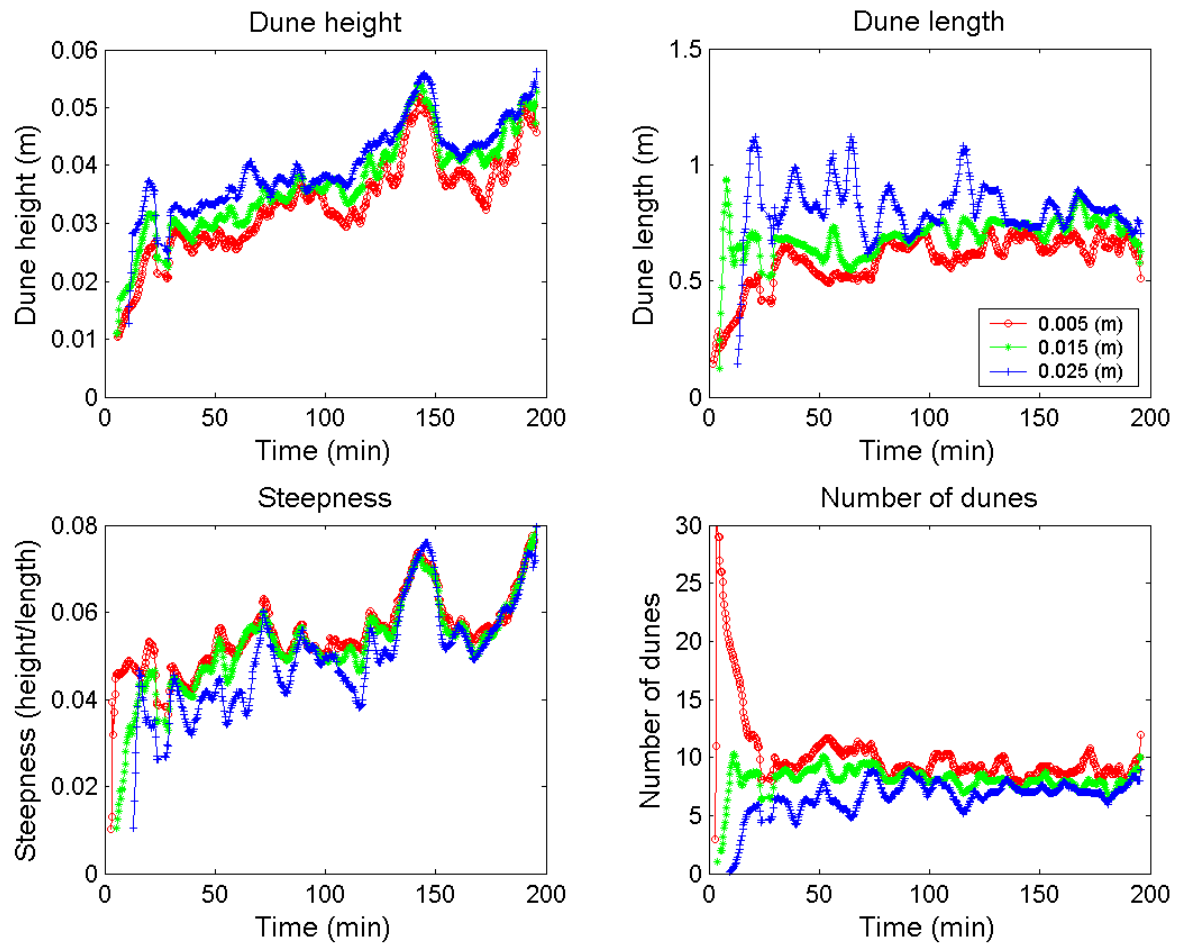 Dune height
Dune height (m)
0.06
0.05
0.04
0.03
0.02
0.01
0
0 50 100 150 200
Time (min)
Dune length
Dune length (m)
1.5
1
0.5
0
0.005 (m)
0.015 (m)
0.025 (m)
0 50 100 150 200
Time (min)
Steepness
Steepness (height/length)
0.08
0.06
0.04
0.02
0
0 50 100 150 200
Time (min)
Number of dunes
Number of dunes
30
25
20
15
10
5
0
0 50 100 150 200
Time (min)